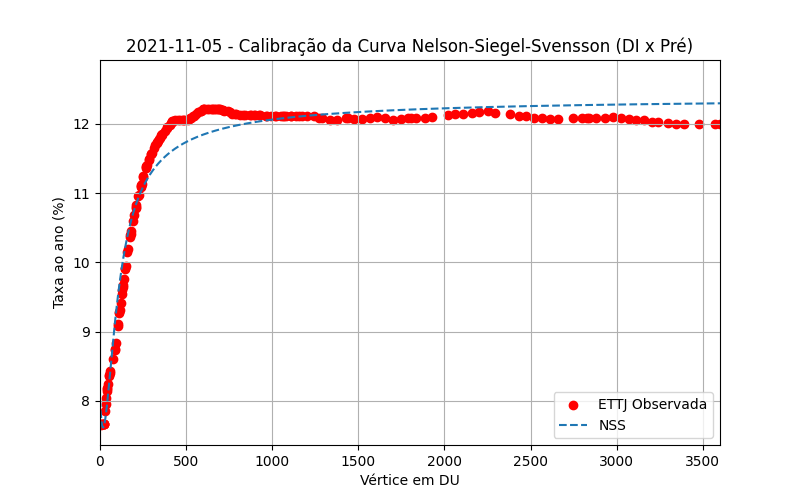 2021-11-05 - Calibração da Curva Nelson-Siegel-Svensson (DI x Pré)
Taxa ao ano (%)
12
11
10
9
8
ETTJ Observada
NSS
0
500
1000
1500
2000
2500
3000
3500
Vértice em DU